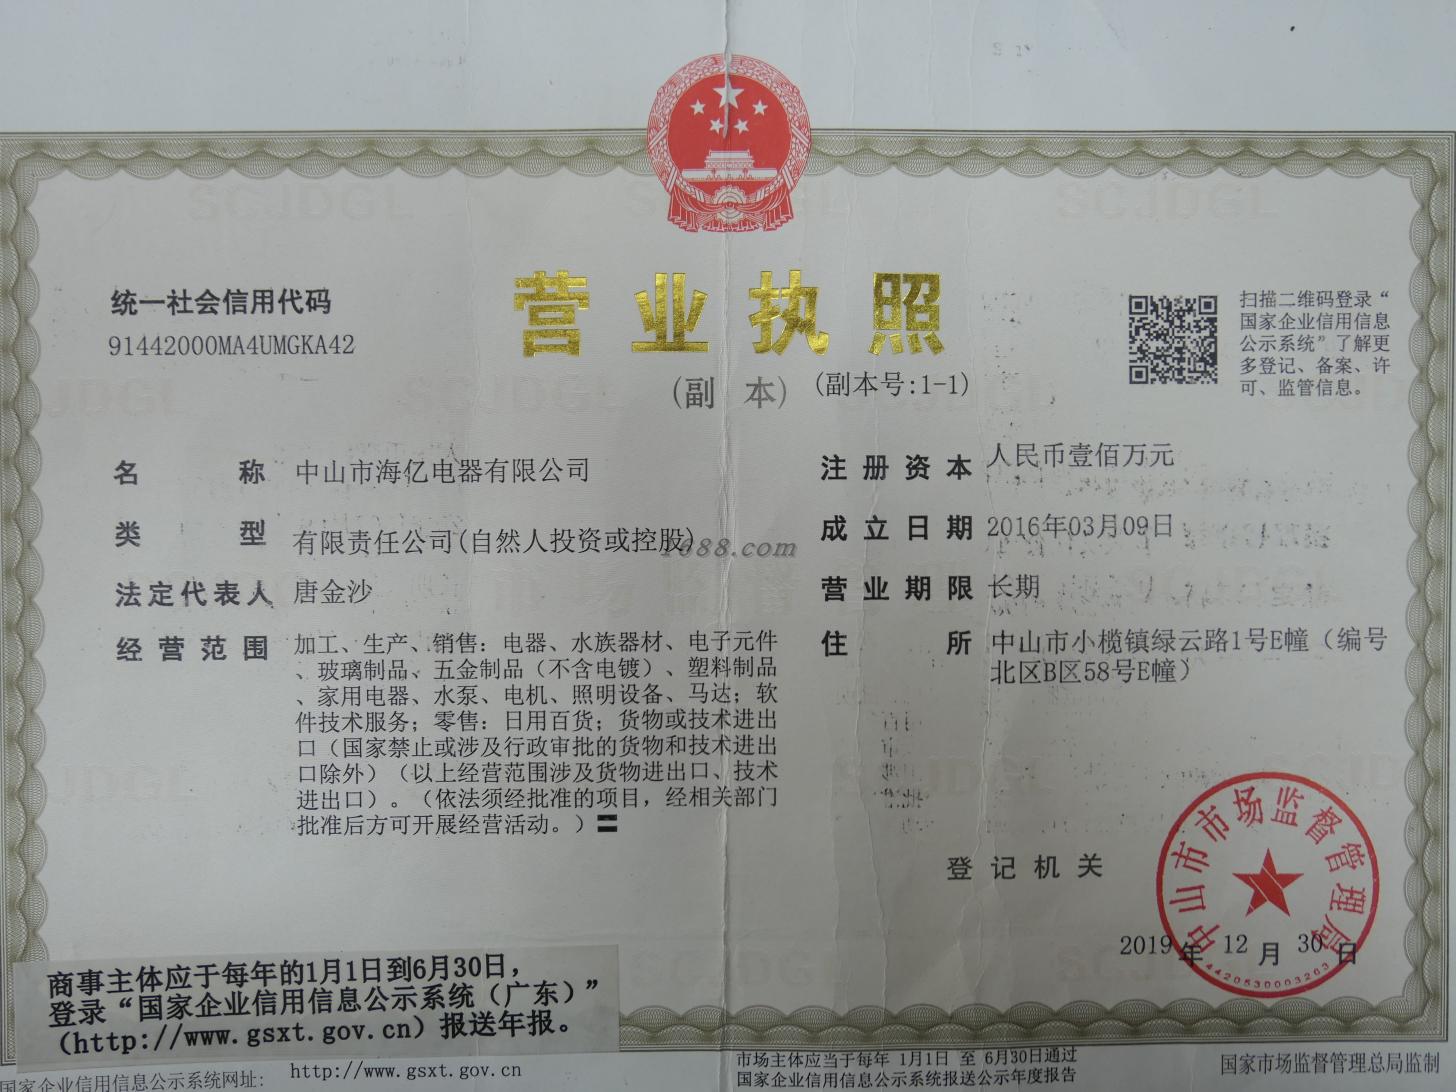 统一社会信用代码
91442000MA4UMGKA42
营业执照
(副 本) (副本号:1-1)
扫描二维码登录“
国家企业信用信息
公示系统”了解更
多登记、备案、许
可、监管信息。
名 称 中山市海亿电器有限公司
类 型 有限责任公司(自然人投资或控股)
法定代表人 唐金沙
经营范围 加工、生产、销售：电器、水族器材、电子元件
、玻璃制品、五金制品（不含电镀）、塑料制品
、家用电器、水泵、电机、照明设备、马达；软
件技术服务；零售：日用百货；货物或技术进出
口（国家禁止或涉及行政审批的货物和技术进出
口除外）（以上经营范围涉及货物进出口、技术
进出口）。（依法须经批准的项目，经相关部门
批准后方可开展经营活动。）
注册资本 人民币壹佰万元
成立日期 2016年03月09日
营业期限 长期
住 所 中山市小榄镇绿云路1号E幢（编号
北区B区58号E幢）
1688.com
登记机关
中山市市场监督管理局
4420530003203
2019 年 12 月 30 日
商事主体应于每年的1月1日到6月30日，
登录“国家企业信用信息公示系统（广东）”
（http://www.gsxt.gov.cn）报送年报。
国家企业信用信息公示系统网址: http://www.gsxt.gov.cn
市场主体应当于每年 1月1日 至 6月30日通过
国家企业信用信息公示系统报送公示年度报告
国家市场监督管理总局监制
SCJDGL